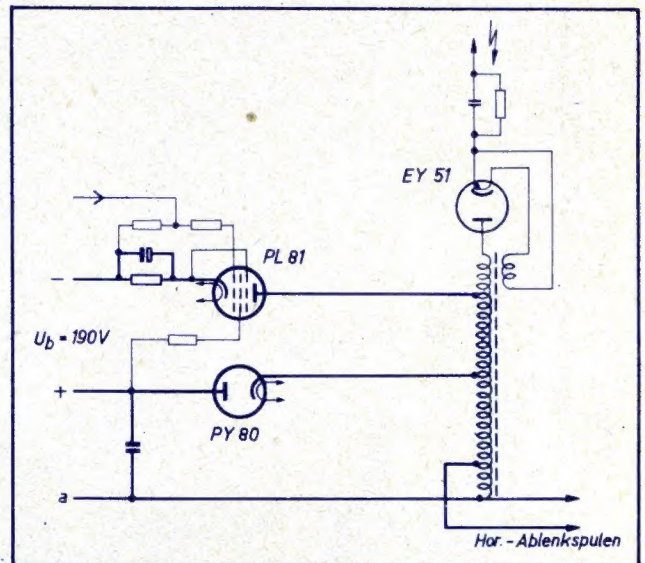 EY 51
PL 81
−
U_b = 190V
+
PY 80
a
Hor. - Ablenkspulen